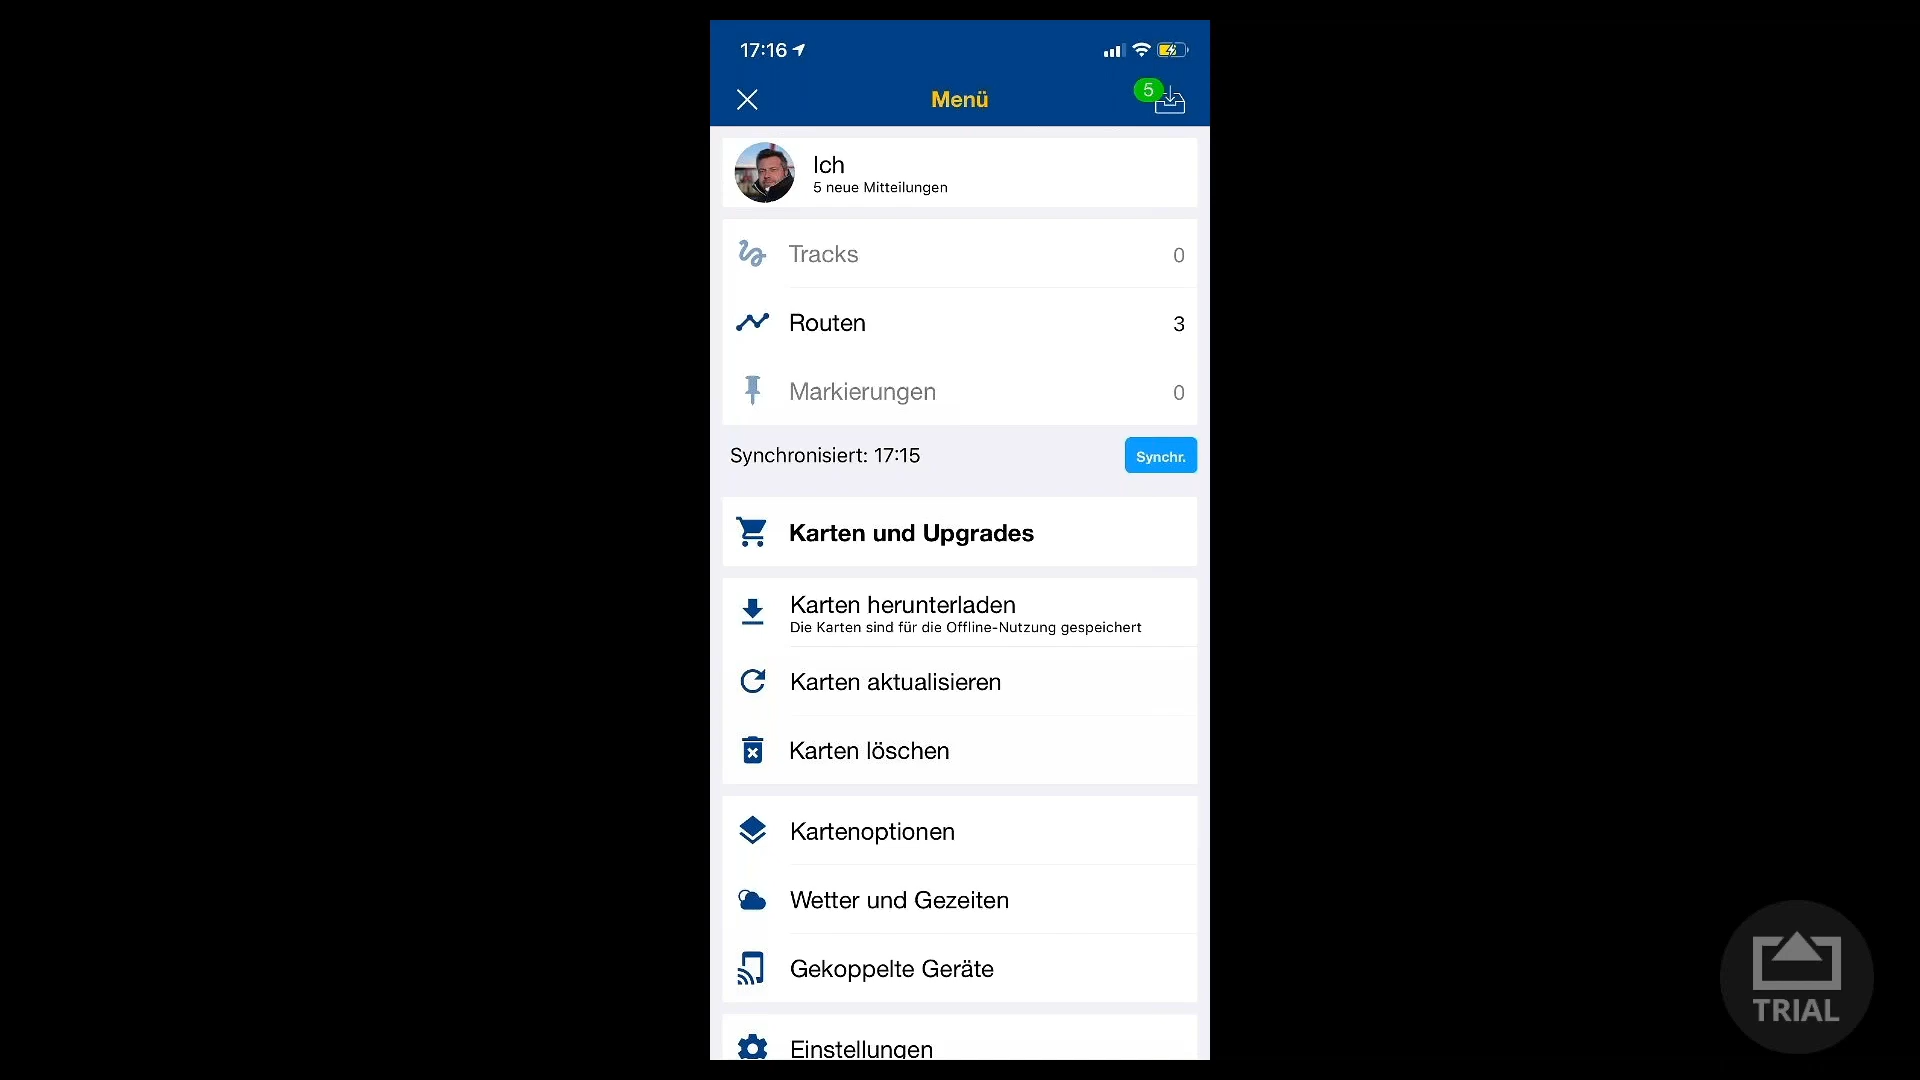 17:16
5
Menü
Ich
5 neue Mitteilungen
Tracks 0
Routen 3
Markierungen 0
Synchronisiert: 17:15 Synchr.
Karten und Upgrades
Karten herunterladen
Die Karten sind für die Offline-Nutzung gespeichert
Karten aktualisieren
Karten löschen
Kartenoptionen
Wetter und Gezeiten
Gekoppelte Geräte
Einstellungen
TRIAL